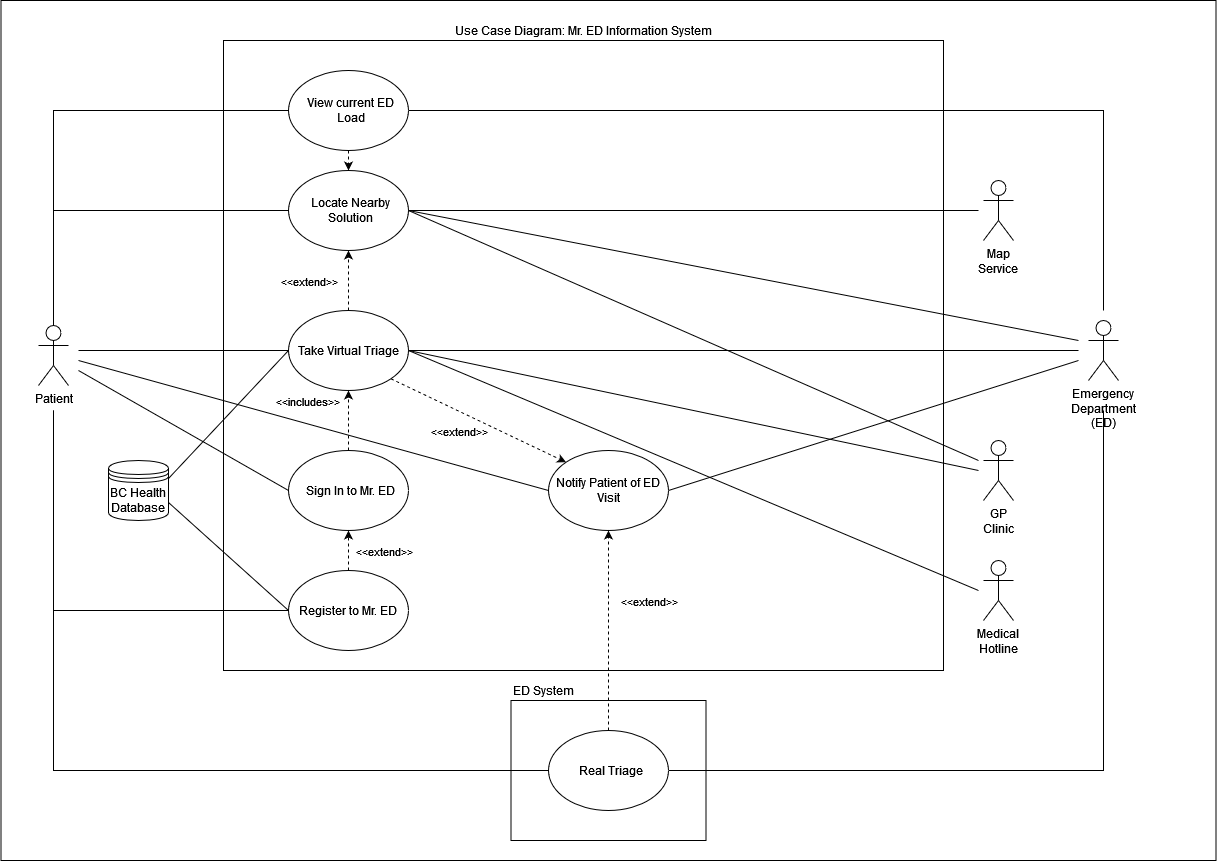 Use Case Diagram: Mr. ED Information System
View current ED
Load
Locate Nearby
Solution
Map
Service
<<extend>>
Take Virtual Triage
Patient
Emergency
Department
(ED)
<<includes>>
<<extend>>
BC Health
Database
Sign In to Mr. ED
Notify Patient of ED
Visit
GP
Clinic
<<extend>>
Register to Mr. ED
<<extend>>
Medical
Hotline
ED System
Real Triage